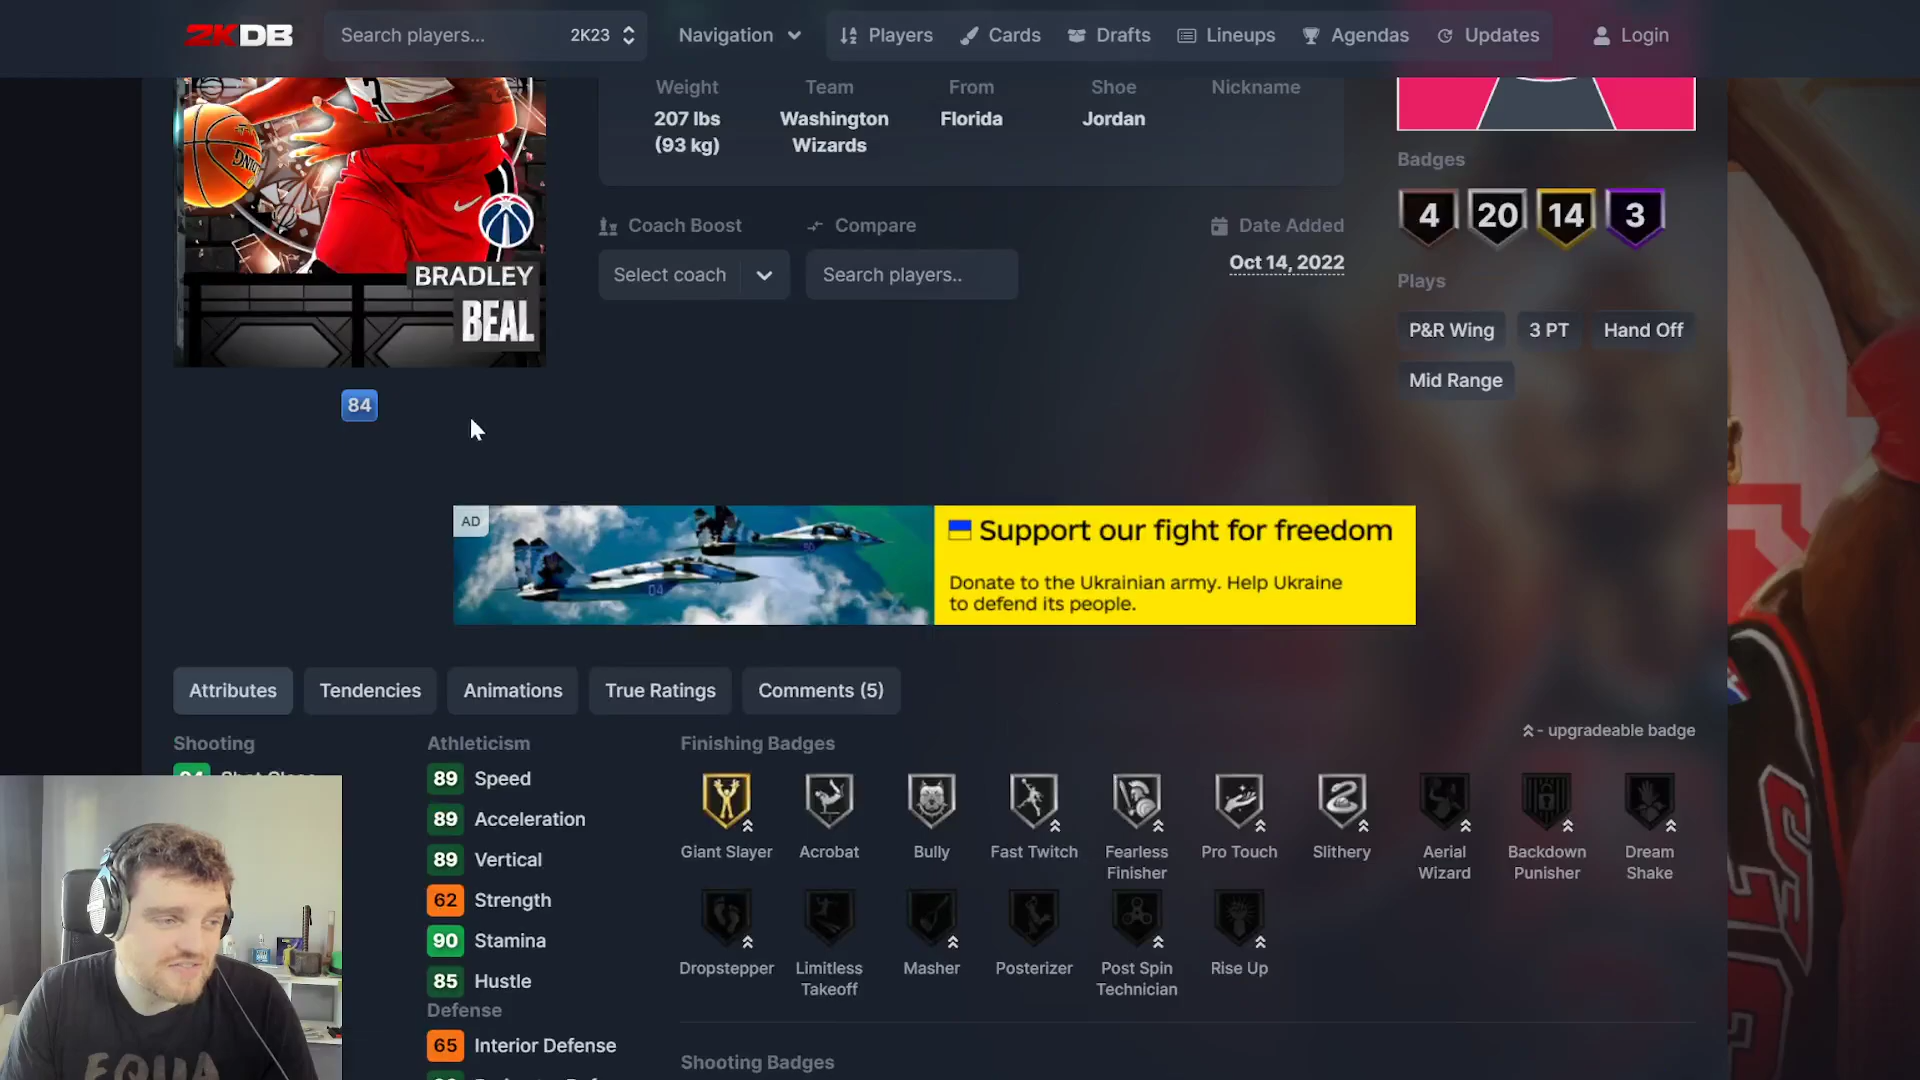 2KDB
Search players...
2K23
Navigation
Players
Cards
Drafts
Lineups
Agendas
Updates
Login
Weight
Team
From
Shoe
Nickname
207 lbs
(93 kg)
Washington
Wizards
Florida
Jordan
Badges
4
20
14
3
BRADLEY
BEAL
84
Coach Boost
Compare
Date Added
Select coach
Search players..
Oct 14, 2022
Plays
P&R Wing
3 PT
Hand Off
Mid Range
AD
Support our fight for freedom
Donate to the Ukrainian army. Help Ukraine
to defend its people.
Attributes
Tendencies
Animations
True Ratings
Comments (5)
- upgradeable badge
Shooting
Athleticism
89 Speed
89 Acceleration
89 Vertical
62 Strength
90 Stamina
85 Hustle
Defense
65 Interior Defense
Finishing Badges
Giant Slayer
Acrobat
Bully
Fast Twitch
Fearless
Finisher
Pro Touch
Slithery
Aerial
Wizard
Backdown
Punisher
Dream
Shake
Dropstepper
Limitless
Takeoff
Masher
Posterizer
Post Spin
Technician
Rise Up
Shooting Badges